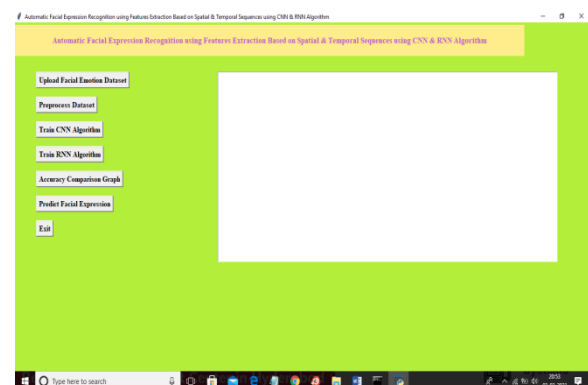 Automatic Facial Expression Recognition using Features Extraction Based on Spatial & Temporal Sequences using CNN & RNN Algorithm
Automatic Facial Expression Recognition using Features Extraction Based on Spatial & Temporal Sequences using CNN & RNN Algorithm
Upload Facial Emotion Dataset
Preprocess Dataset
Train CNN Algorithm
Train RNN Algorithm
Accuracy Comparison Graph
Predict Facial Expression
Exit
Type here to search
20:53